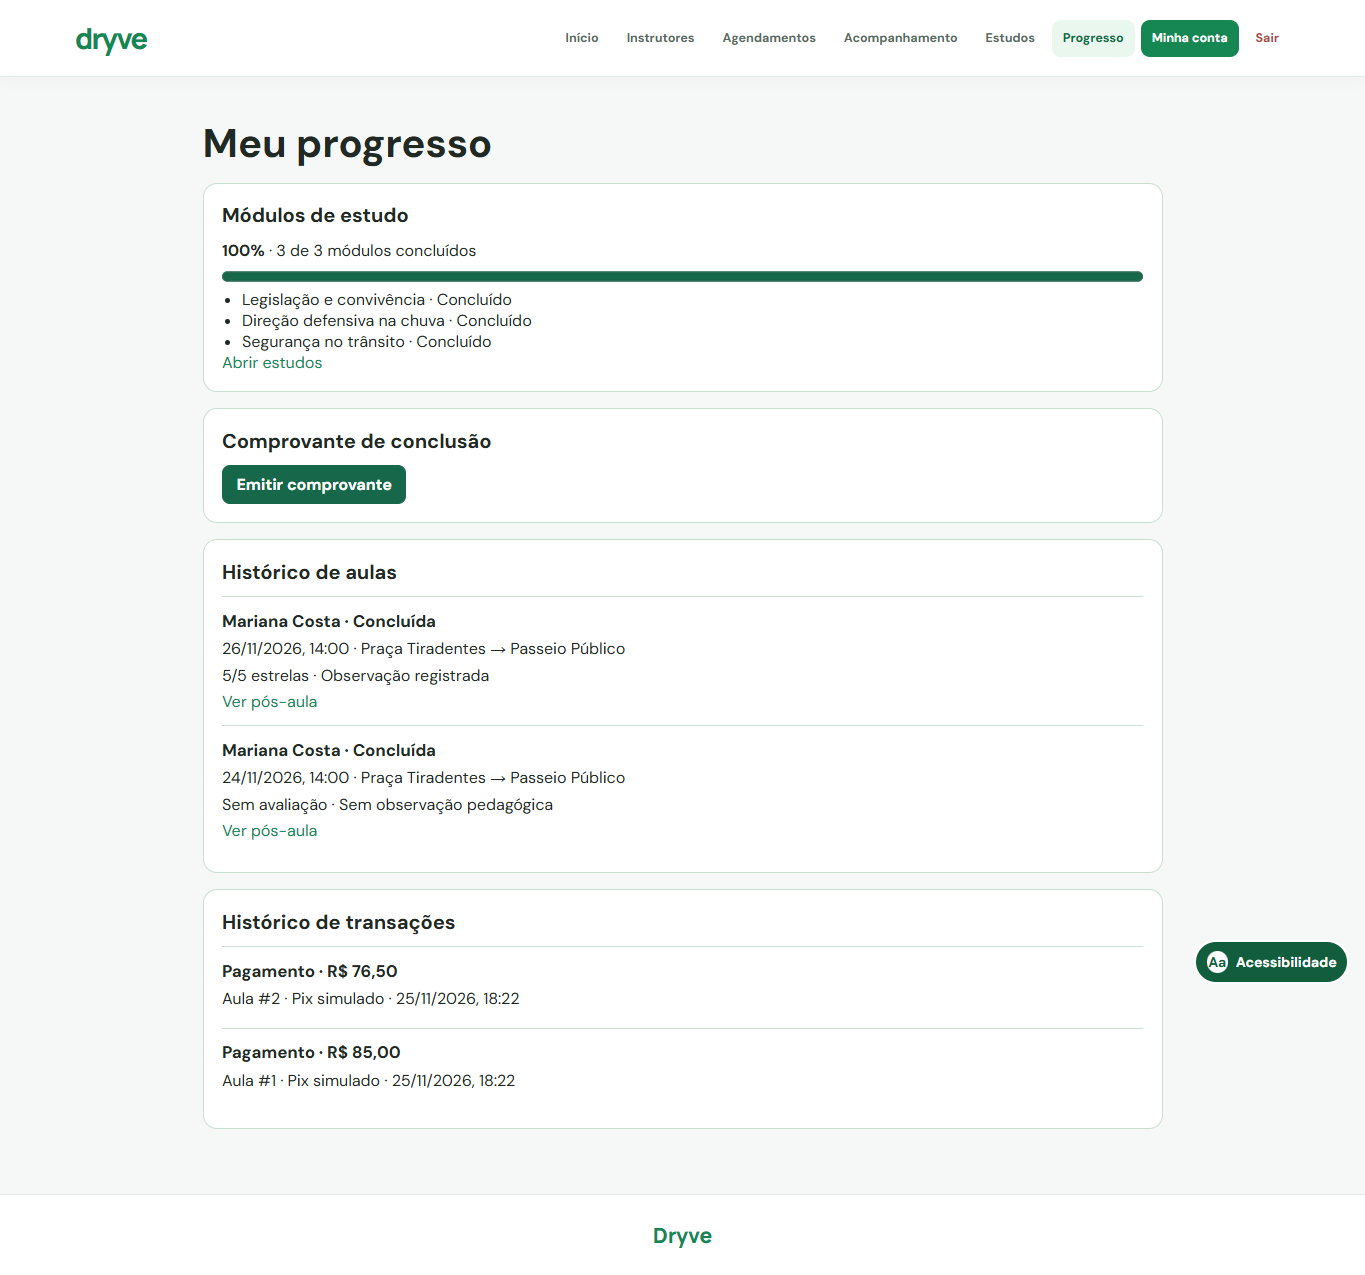 dryve
Início Instrutores Agendamentos Acompanhamento Estudos Progresso Minha conta Sair
Meu progresso
Módulos de estudo
100% · 3 de 3 módulos concluídos
• Legislação e convivência · Concluído
• Direção defensiva na chuva · Concluído
• Segurança no trânsito · Concluído
Abrir estudos
Comprovante de conclusão
Emitir comprovante
Histórico de aulas
Mariana Costa · Concluída
26/11/2026, 14:00 · Praça Tiradentes → Passeio Público
5/5 estrelas · Observação registrada
Ver pós-aula
Mariana Costa · Concluída
24/11/2026, 14:00 · Praça Tiradentes → Passeio Público
Sem avaliação · Sem observação pedagógica
Ver pós-aula
Histórico de transações
Pagamento · R$ 76,50
Aula #2 · Pix simulado · 25/11/2026, 18:22
Pagamento · R$ 85,00
Aula #1 · Pix simulado · 25/11/2026, 18:22
Aa Acessibilidade
Dryve